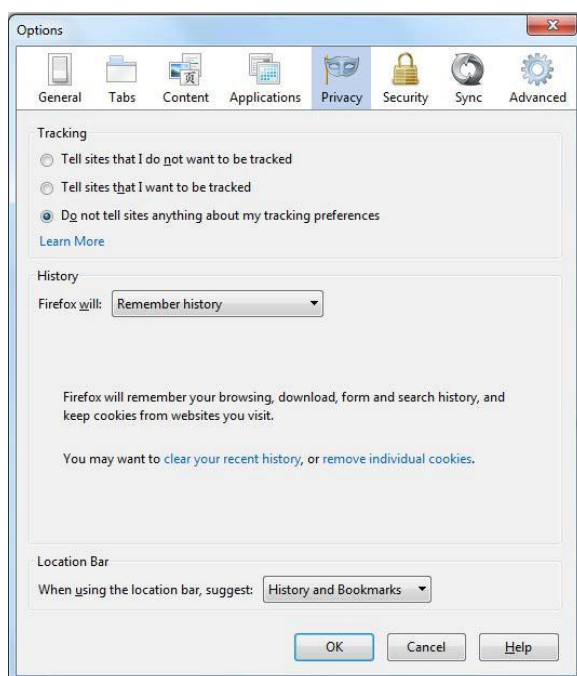 Options
General Tabs Content Applications Privacy Security Sync Advanced
Tracking
Tell sites that I do not want to be tracked
Tell sites that I want to be tracked
Do not tell sites anything about my tracking preferences
Learn More
History
Firefox will: Remember history
Firefox will remember your browsing, download, form and search history, and
keep cookies from websites you visit.
You may want to clear your recent history, or remove individual cookies.
Location Bar
When using the location bar, suggest: History and Bookmarks
OK Cancel Help